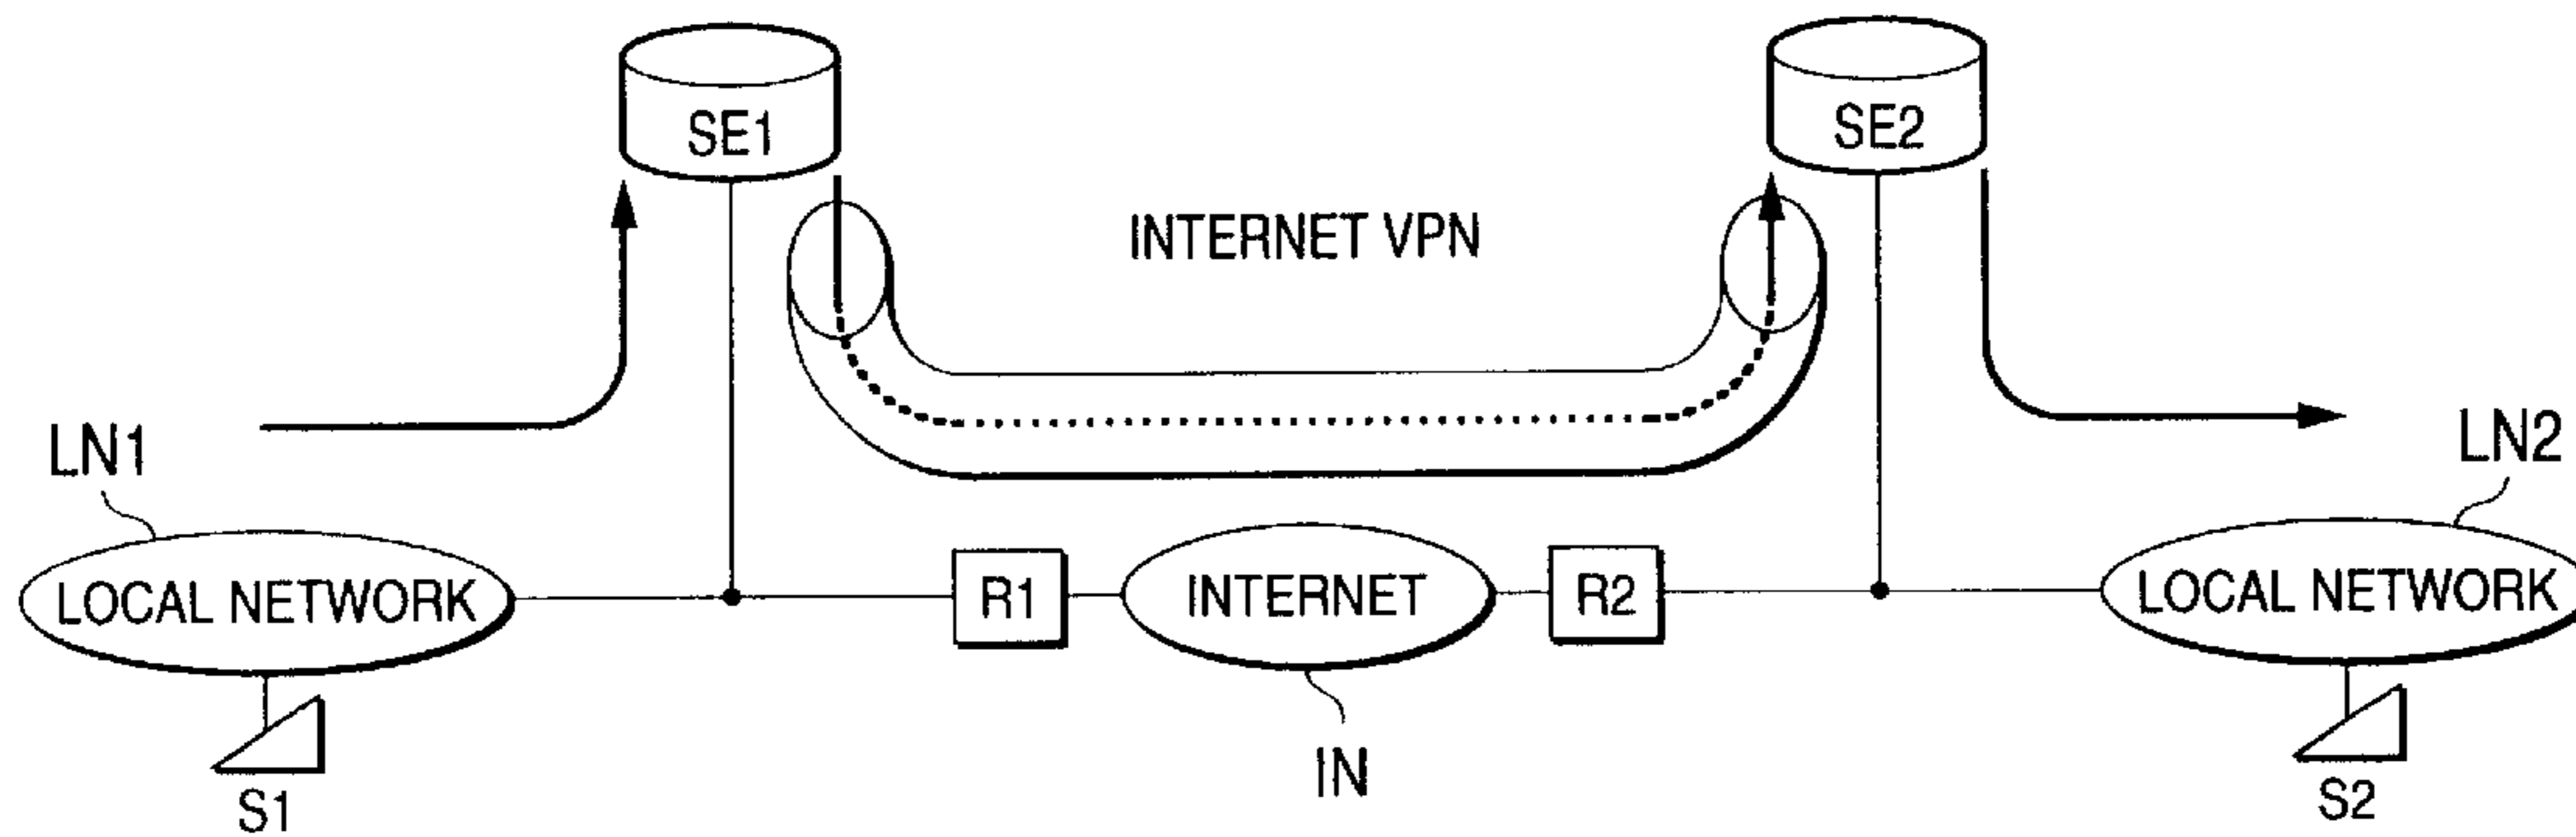 SE1
SE2
INTERNET VPN
LN1
LN2
LOCAL NETWORK
R1
INTERNET
R2
LOCAL NETWORK
IN
S1
S2